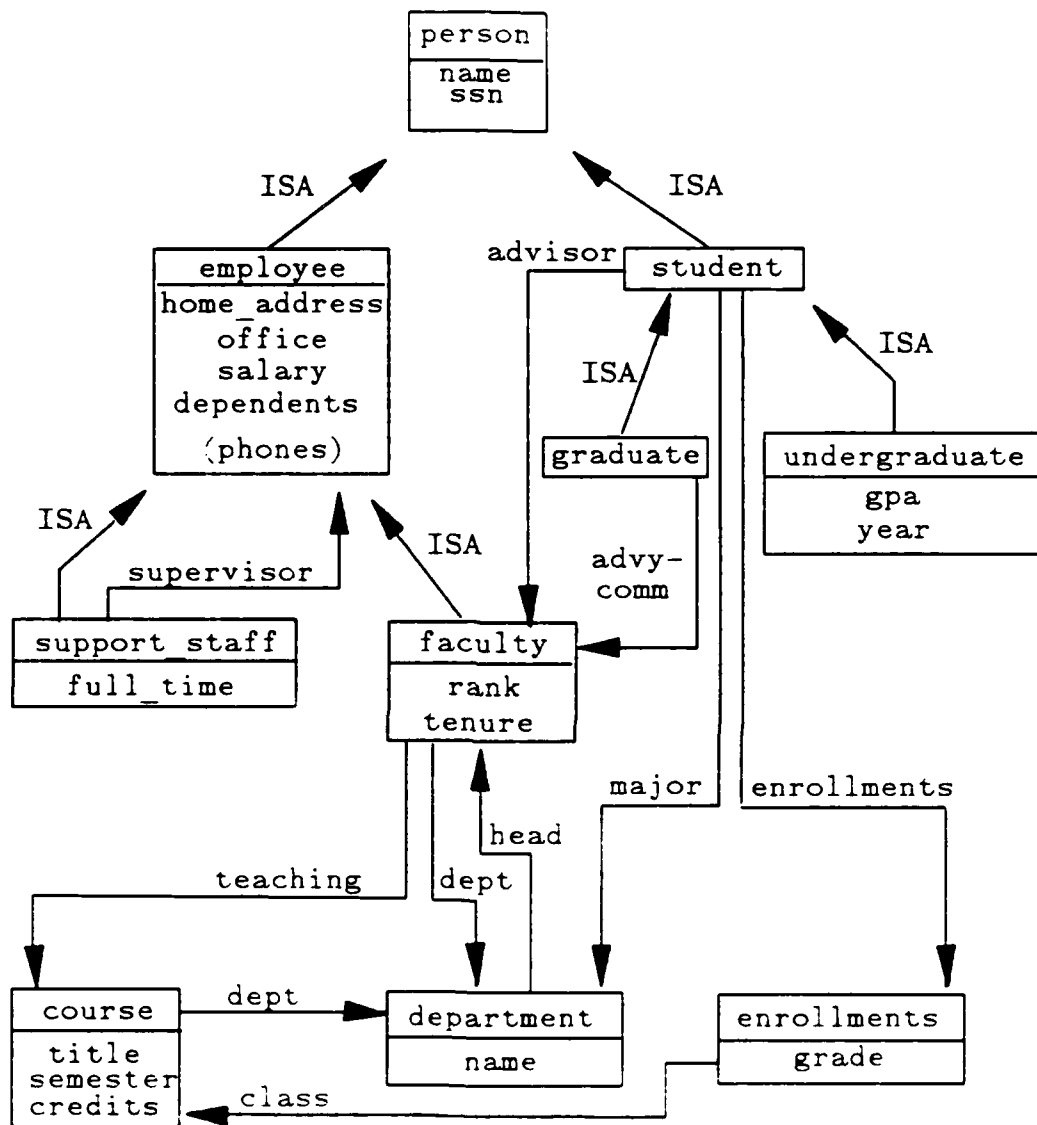 person
name
ssn
ISA
ISA
advisor
student
employee
home_address
office
salary
dependents
(phones)
ISA
ISA
graduate
undergraduate
gpa
year
ISA
ISA
supervisor
advy-
comm
support_staff
full_time
faculty
rank
tenure
major
enrollments
head
teaching
dept
course
title
semester
credits
dept
department
name
enrollments
grade
class